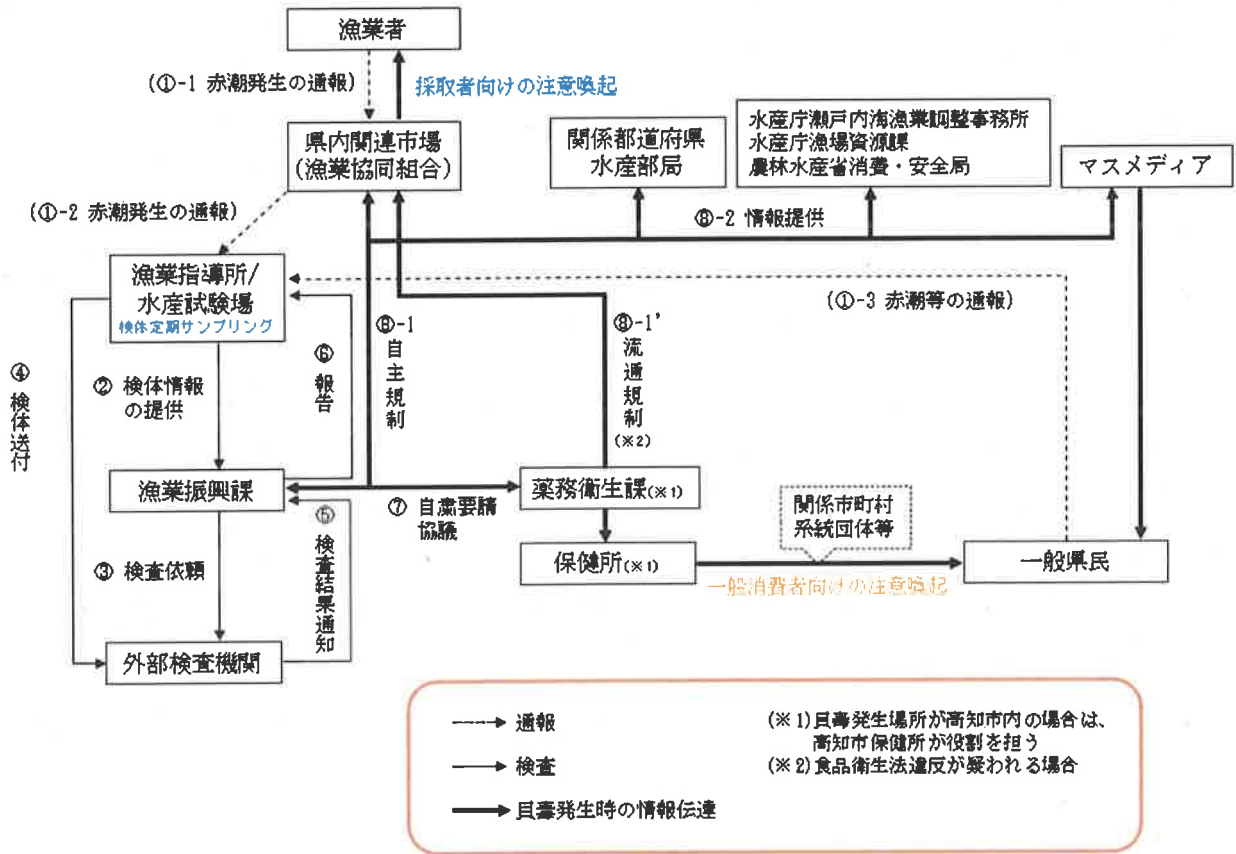 漁業者
(①-1 赤潮発生の通報)
採取者向けの注意喚起
県内関連市場
(漁業協同組合)
関係都道府県
水産部局
水産庁瀬戸内海漁業調整事務所
水産庁漁場資源課
農林水産省消費・安全局
マスメディア
(①-2 赤潮発生の通報)
⑧-2 情報提供
漁業指導所/
水産試験場
検体定期サンプリング
(①-3 赤潮等の通報)
④ 検体送付
② 検体情報
の提供
⑥ 報告
⑧-1
自主規制
⑧-1’
流通規制
(※2)
漁業振興課
⑦ 自粛要請
協議
薬務衛生課(※1)
関係市町村
系統団体等
③ 検査依頼
⑤ 検査結果通知
保健所(※1)
一般消費者向けの注意喚起
一般県民
外部検査機関
通報
検査
貝毒発生時の情報伝達
(※1)貝毒発生場所が高知市内の場合は、
高知市保健所が役割を担う
(※2)食品衛生法違反が疑われる場合